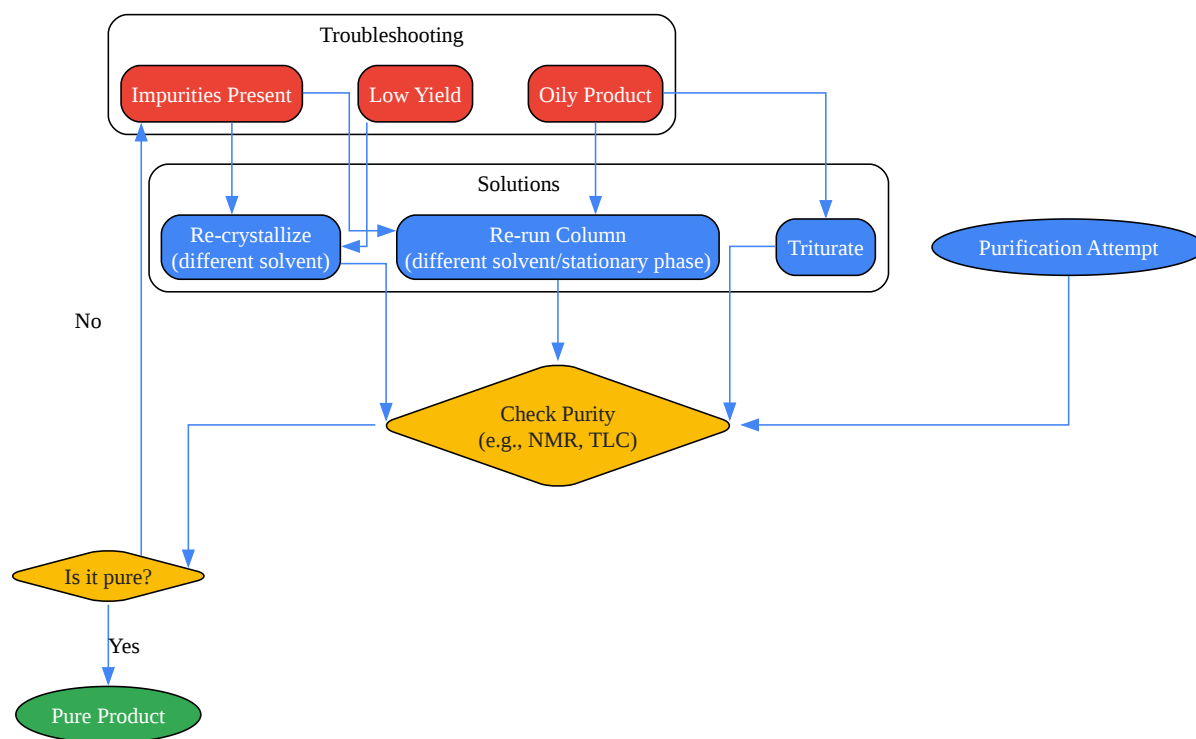 Troubleshooting
Impurities Present
Low Yield
Oily Product
Solutions
Re-crystallize
(different solvent)
Re-run Column
(different solvent/stationary phase)
Triturate
Purification Attempt
No
Check Purity
(e.g., NMR, TLC)
Is it pure?
Yes
Pure Product